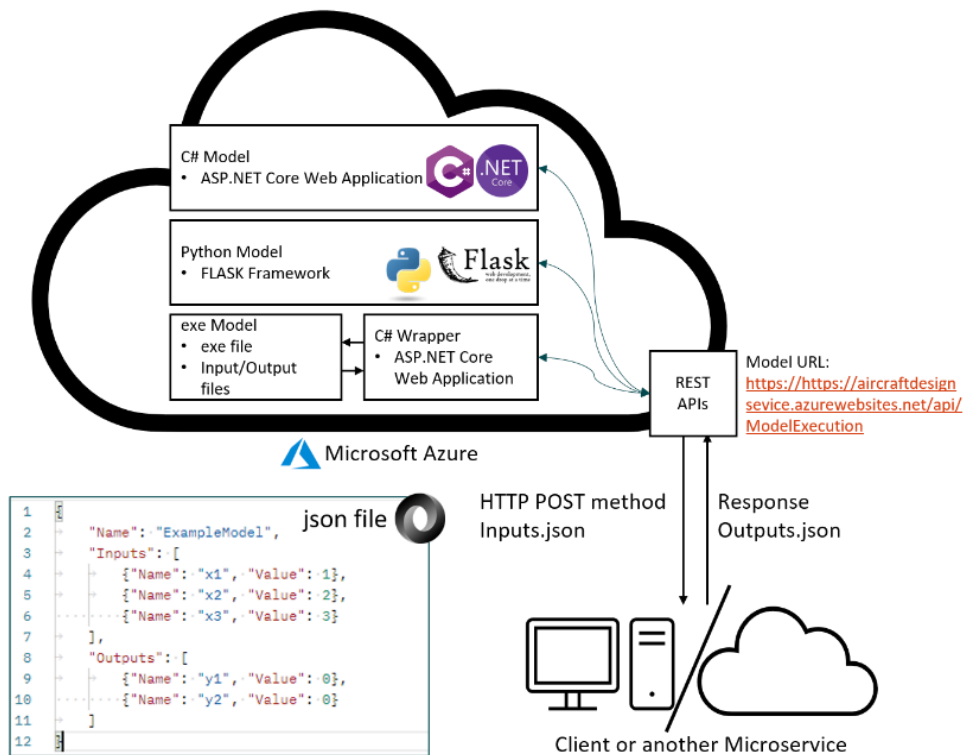 C# Model
• ASP.NET Core Web Application
C#
.NET
Core
Python Model
• FLASK Framework
Flask
web development,
one drop at a time
exe Model
• exe file
• Input/Output
files
C# Wrapper
• ASP.NET Core
Web Application
REST
APIs
Model URL:
https://https://aircraftdesign
sevice.azurewebsites.net/api/
ModelExecution
Microsoft Azure
HTTP POST method
Inputs.json
Response
Outputs.json
json file
1 {
2 "Name": "ExampleModel",
3 "Inputs": [
4 {"Name": "x1", "Value": 1},
5 {"Name": "x2", "Value": 2},
6 {"Name": "x3", "Value": 3}
7 ],
8 "Outputs": [
9 {"Name": "y1", "Value": 0},
10 {"Name": "y2", "Value": 0}
11 ]
12 }
Client or another Microservice